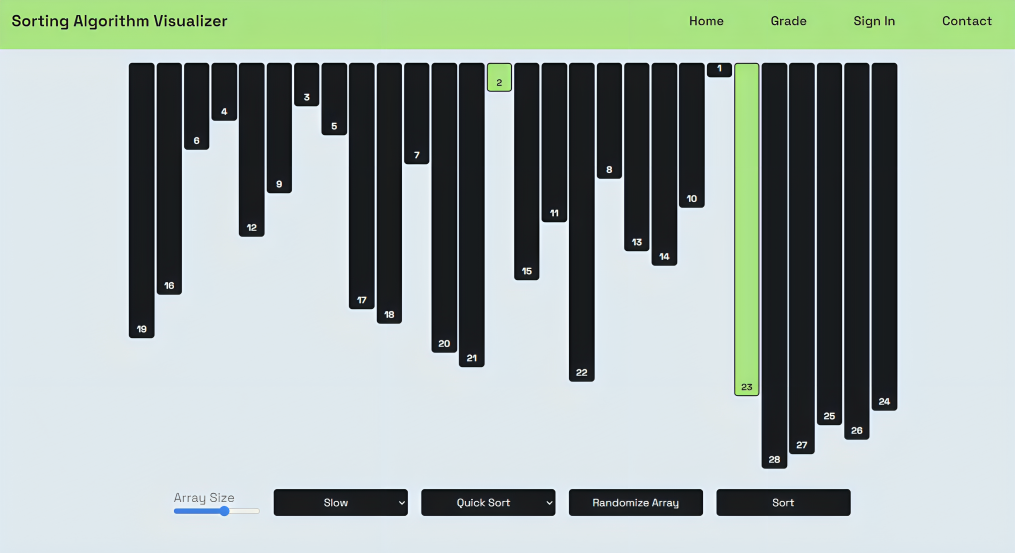 Sorting Algorithm Visualizer
Home Grade Sign In Contact
19 16 6 4 12 9 3 5 17 18 7 20 21 2 15 11 22 8 13 14 10 1 23 28 27 25 26 24
Array Size
Slow
Quick Sort
Randomize Array
Sort